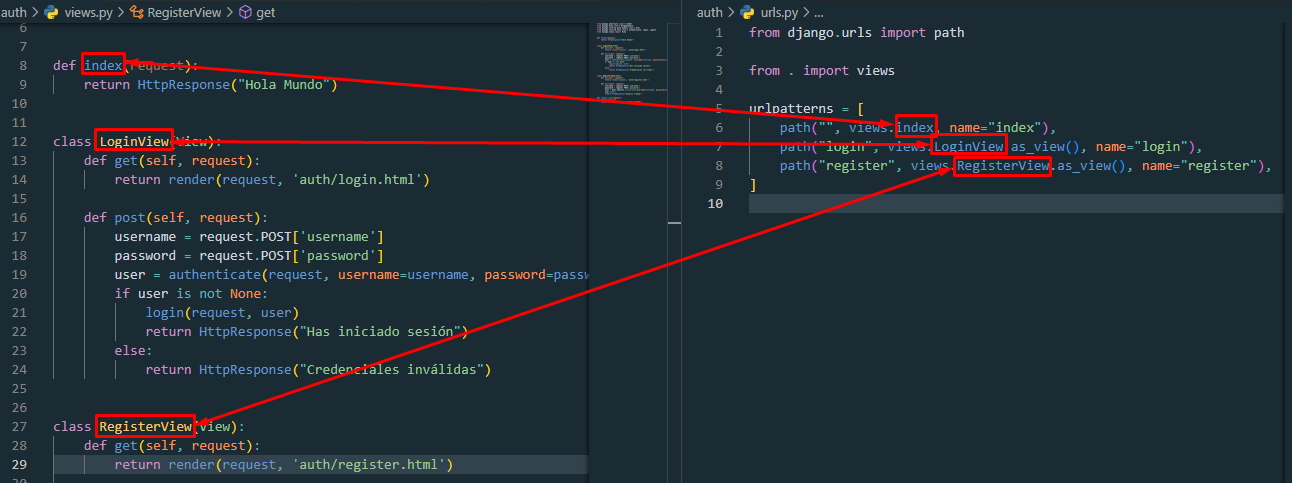 auth > views.py > RegisterView > get
6
7
8 def index(request):
9 return HttpResponse("Hola Mundo")
10
11
12 class LoginView(View):
13 def get(self, request):
14 return render(request, 'auth/login.html')
15
16 def post(self, request):
17 username = request.POST['username']
18 password = request.POST['password']
19 user = authenticate(request, username=username, password=passw
20 if user is not None:
21 login(request, user)
22 return HttpResponse("Has iniciado sesión")
23 else:
24 return HttpResponse("Credenciales inválidas")
25
26
27 class RegisterView(View):
28 def get(self, request):
29 return render(request, 'auth/register.html')
auth > urls.py > ...
1 from django.urls import path
2
3 from . import views
4
5 urlpatterns = [
6 path("", views.index, name="index"),
7 path("login", views.LoginView.as_view(), name="login"),
8 path("register", views.RegisterView.as_view(), name="register"),
9 ]
10